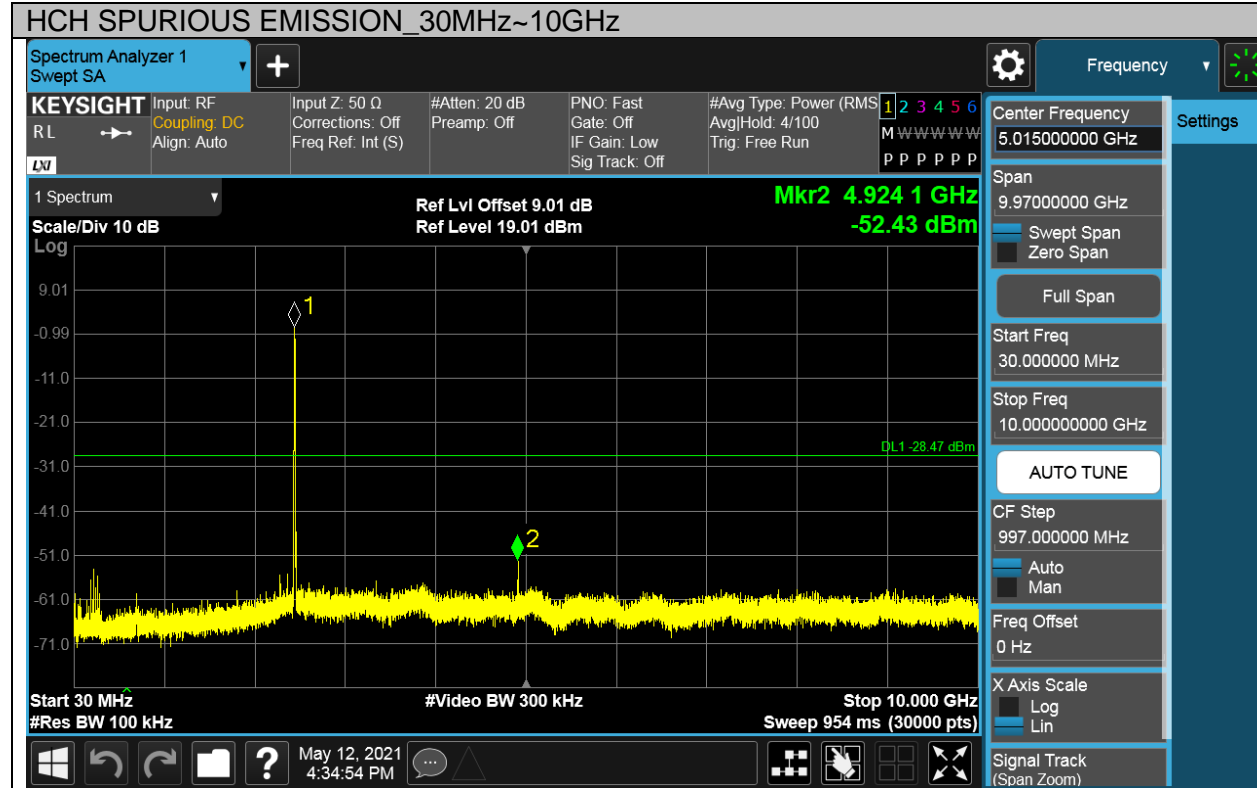 HCH SPURIOUS EMISSION_30MHz~10GHz
Spectrum Analyzer 1
Swept SA
+
Frequency
KEYSIGHT
RL
LXI
Input: RF
Coupling: DC
Align: Auto
Input Z: 50 Ω
Corrections: Off
Freq Ref: Int (S)
#Atten: 20 dB
Preamp: Off
PNO: Fast
Gate: Off
IF Gain: Low
Sig Track: Off
#Avg Type: Power (RMS
Avg|Hold: 4/100
Trig: Free Run
1 2 3 4 5 6
M W W W W W
P P P P P P
1 Spectrum
Scale/Div 10 dB
Log
Ref Lvl Offset 9.01 dB
Ref Level 19.01 dBm
Mkr2 4.924 1 GHz
-52.43 dBm
9.01
-0.99
-11.0
-21.0
-31.0
-41.0
-51.0
-61.0
-71.0
1
DL1 -28.47 dBm
2
Start 30 MHz
#Res BW 100 kHz
#Video BW 300 kHz
Stop 10.000 GHz
Sweep 954 ms (30000 pts)
?
May 12, 2021
4:34:54 PM
Center Frequency
5.015000000 GHz
Settings
Span
9.97000000 GHz
Swept Span
Zero Span
Full Span
Start Freq
30.000000 MHz
Stop Freq
10.000000000 GHz
AUTO TUNE
CF Step
997.000000 MHz
Auto
Man
Freq Offset
0 Hz
X Axis Scale
Log
Lin
Signal Track
(Span Zoom)